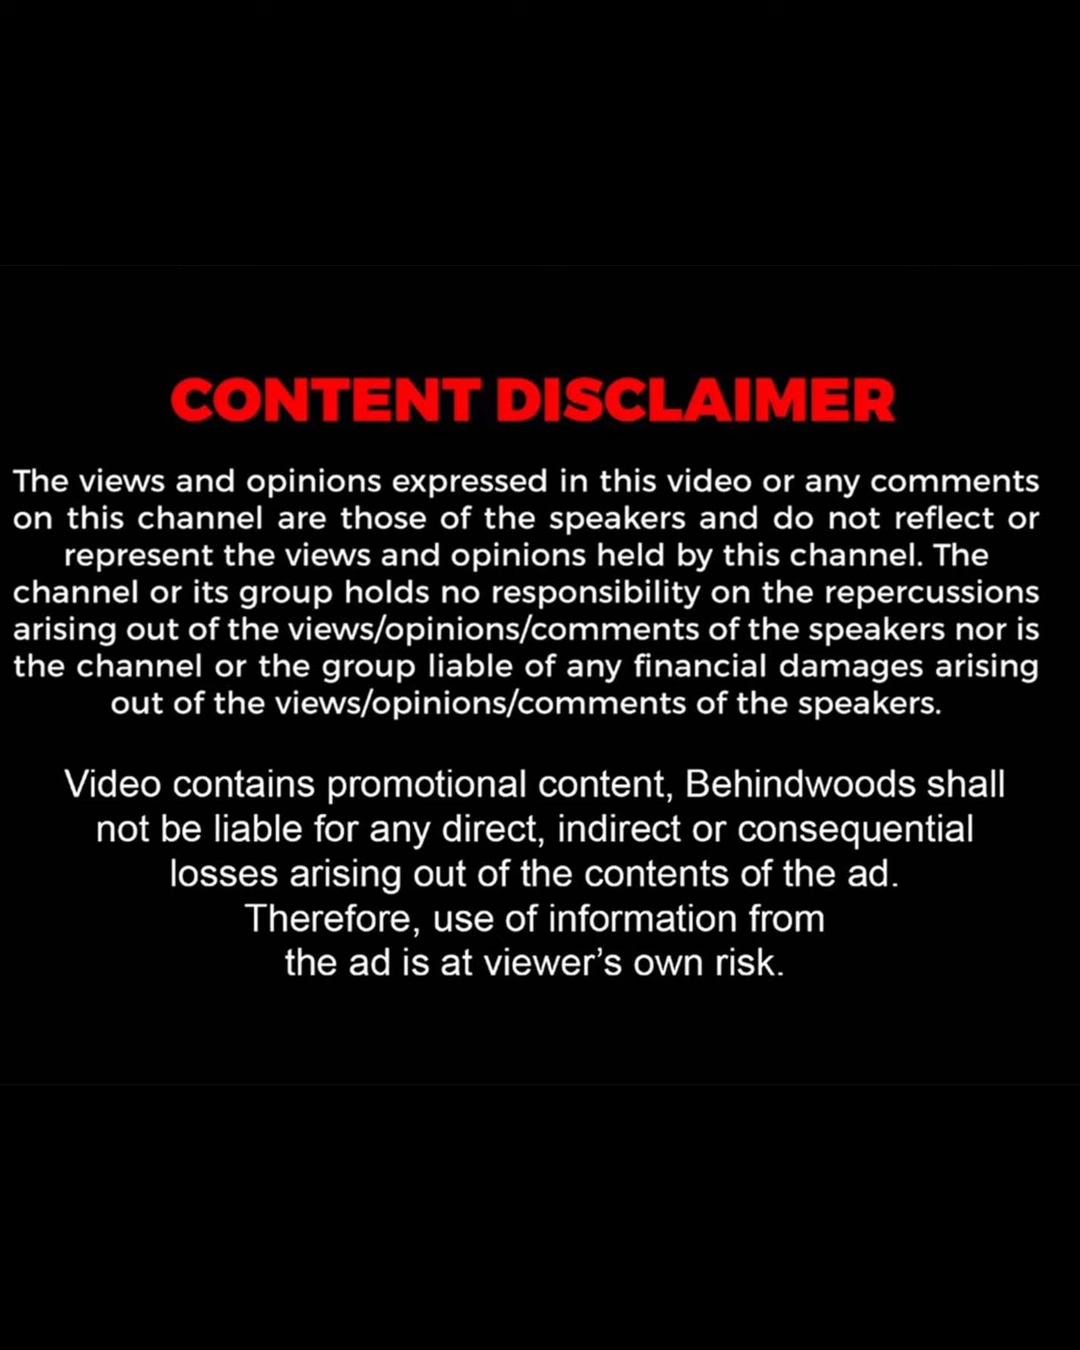 CONTENT DISCLAIMER
The views and opinions expressed in this video or any comments
on this channel are those of the speakers and do not reflect or
represent the views and opinions held by this channel. The
channel or its group holds no responsibility on the repercussions
arising out of the views/opinions/comments of the speakers nor is
the channel or the group liable of any financial damages arising
out of the views/opinions/comments of the speakers.
Video contains promotional content, Behindwoods shall
not be liable for any direct, indirect or consequential
losses arising out of the contents of the ad.
Therefore, use of information from
the ad is at viewer’s own risk.